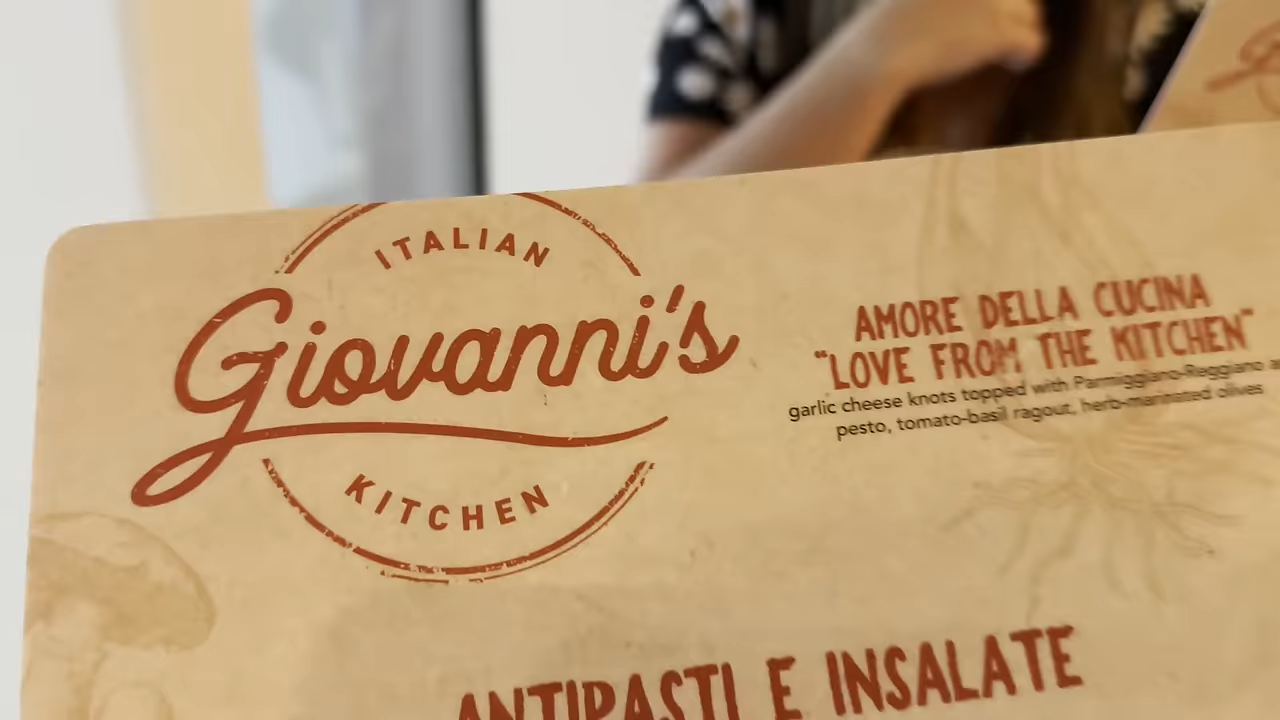 ITALIAN
Giovanni's
KITCHEN
AMORE DELLA CUCINA
"LOVE FROM THE KITCHEN"
garlic cheese knots topped with Parmiggiano-Reggiano
pesto, tomato-basil ragout, herb-marinated olives
ANTIPASTI E INSALATE